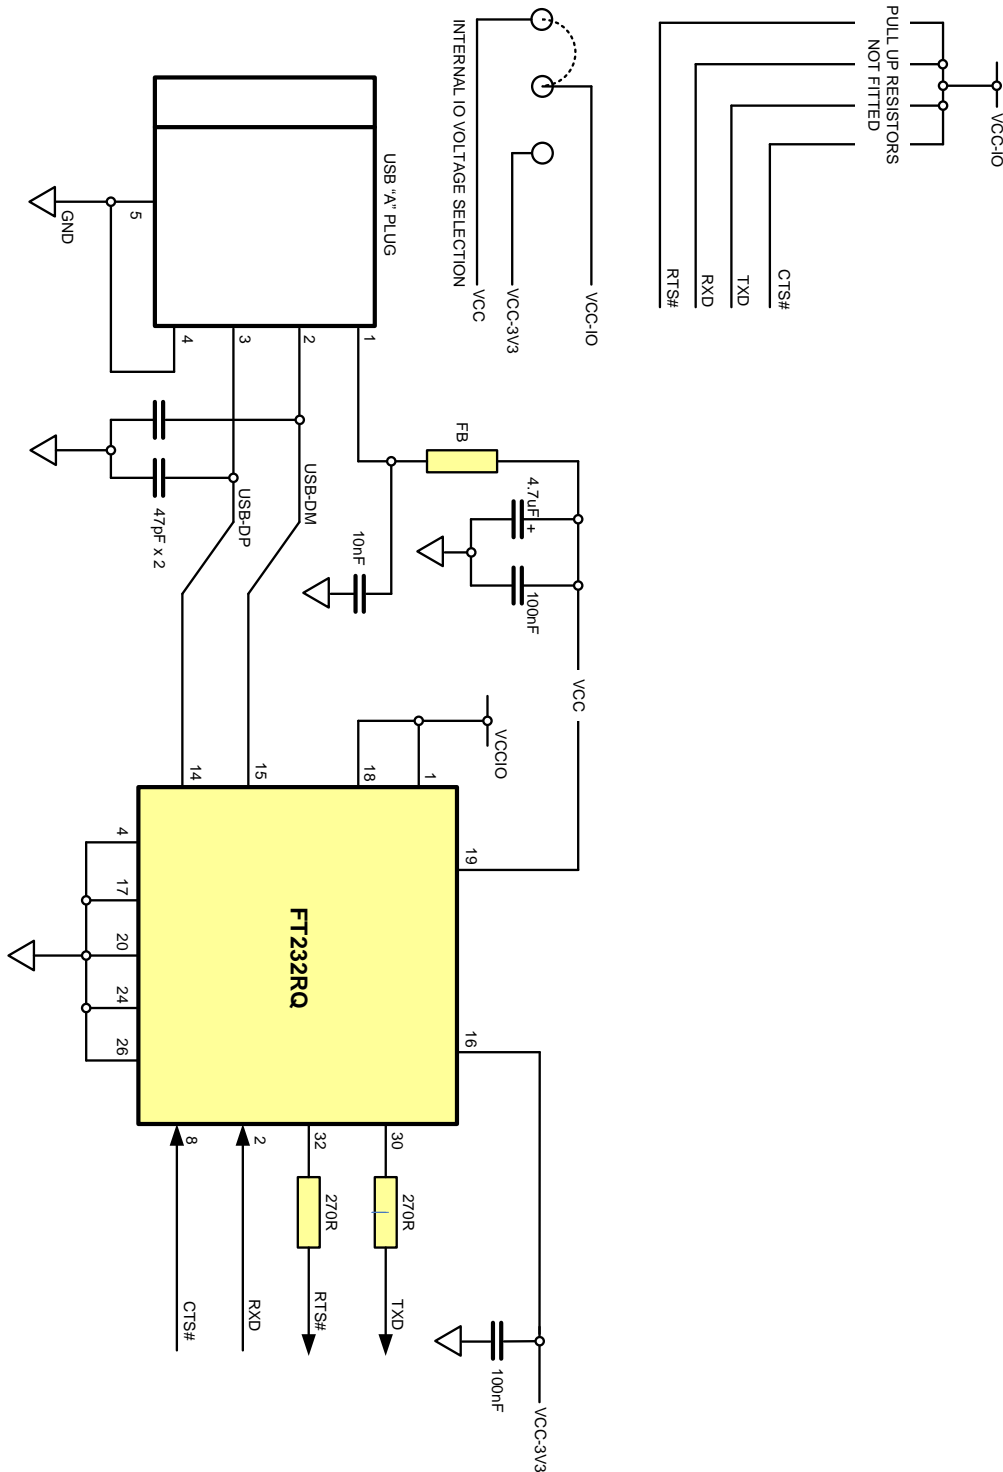 PULL UP RESISTORS
NOT FITTED
VCC-IO
CTS#
TXD
RXD
RTS#
INTERNAL IO VOLTAGE SELECTION
VCC-IO
VCC-3V3
VCC
USB "A" PLUG
1
2
3
4
5
GND
FB
4.7uF
+
100nF
10nF
USB-DM
USB-DP
47pF x 2
VCC
VCCIO
1
18
15
14
19
16
FT232RQ
4
17
20
24
26
30
32
2
8
270R
270R
TXD
RTS#
RXD
CTS#
100nF
VCC-3V3